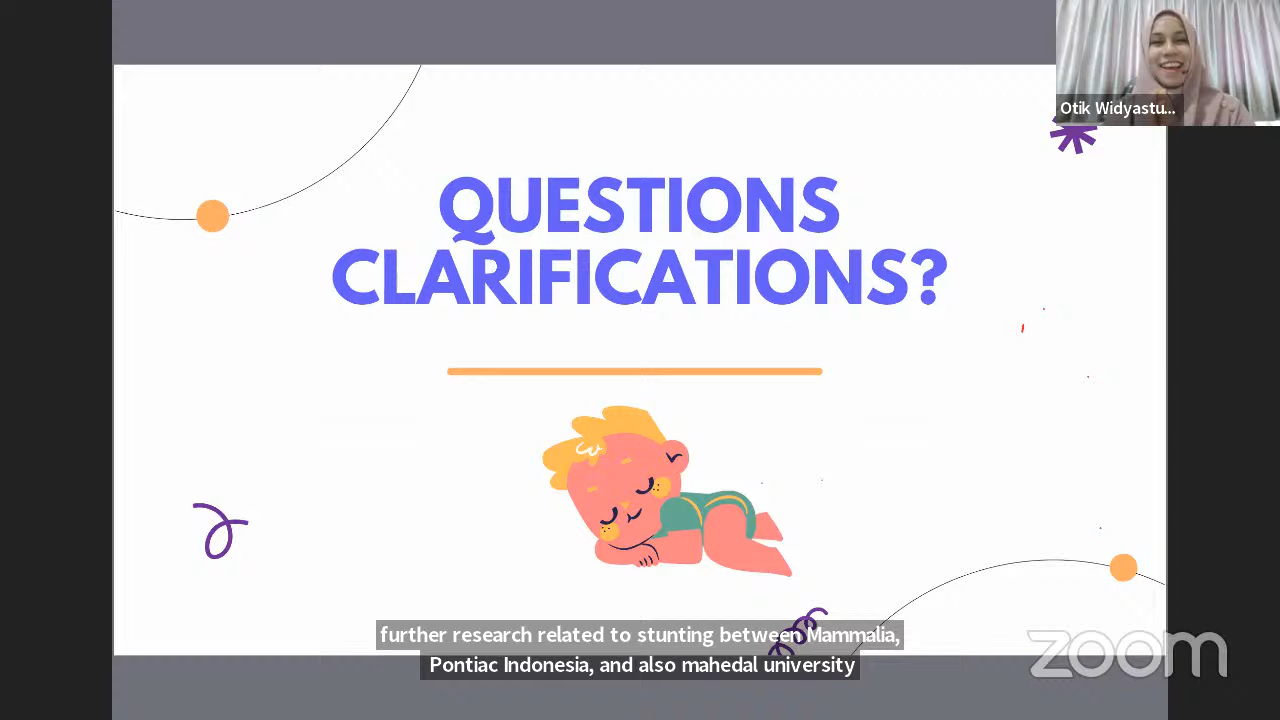 Otik Widyastu...
QUESTIONS
CLARIFICATIONS?
further research related to stunting between Mammalia,
Pontiac Indonesia, and also mahedal university
zoom